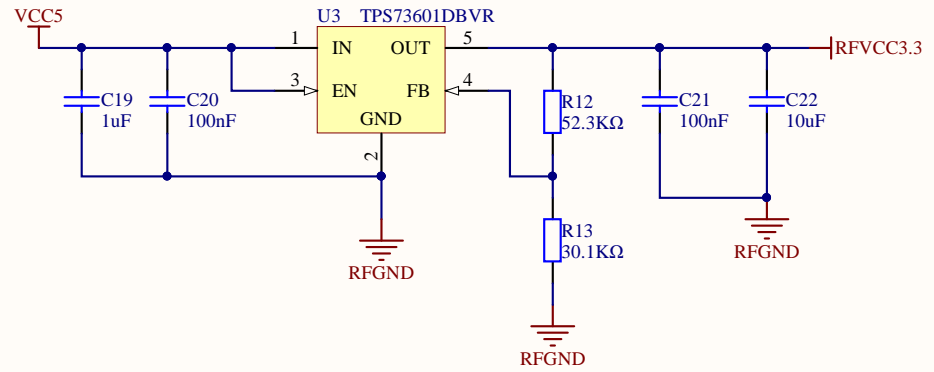 VCC5
U3 TPS73601DBVR
1 IN OUT 5
RFVCC3.3
3 EN FB 4
GND
2
C19
1uF
C20
100nF
R12
52.3KΩ
C21
100nF
C22
10uF
R13
30.1KΩ
RFGND
RFGND
RFGND